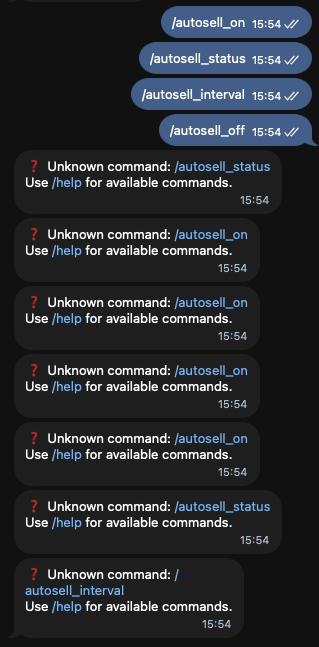 /autosell_on 15:54
/autosell_status 15:54
/autosell_interval 15:54
/autosell_off 15:54
❓ Unknown command: /autosell_status
Use /help for available commands.
15:54
❓ Unknown command: /autosell_on
Use /help for available commands.
15:54
❓ Unknown command: /autosell_on
Use /help for available commands.
15:54
❓ Unknown command: /autosell_on
Use /help for available commands.
15:54
❓ Unknown command: /autosell_on
Use /help for available commands.
15:54
❓ Unknown command: /autosell_status
Use /help for available commands.
15:54
❓ Unknown command: /
autosell_interval
Use /help for available commands.
15:54